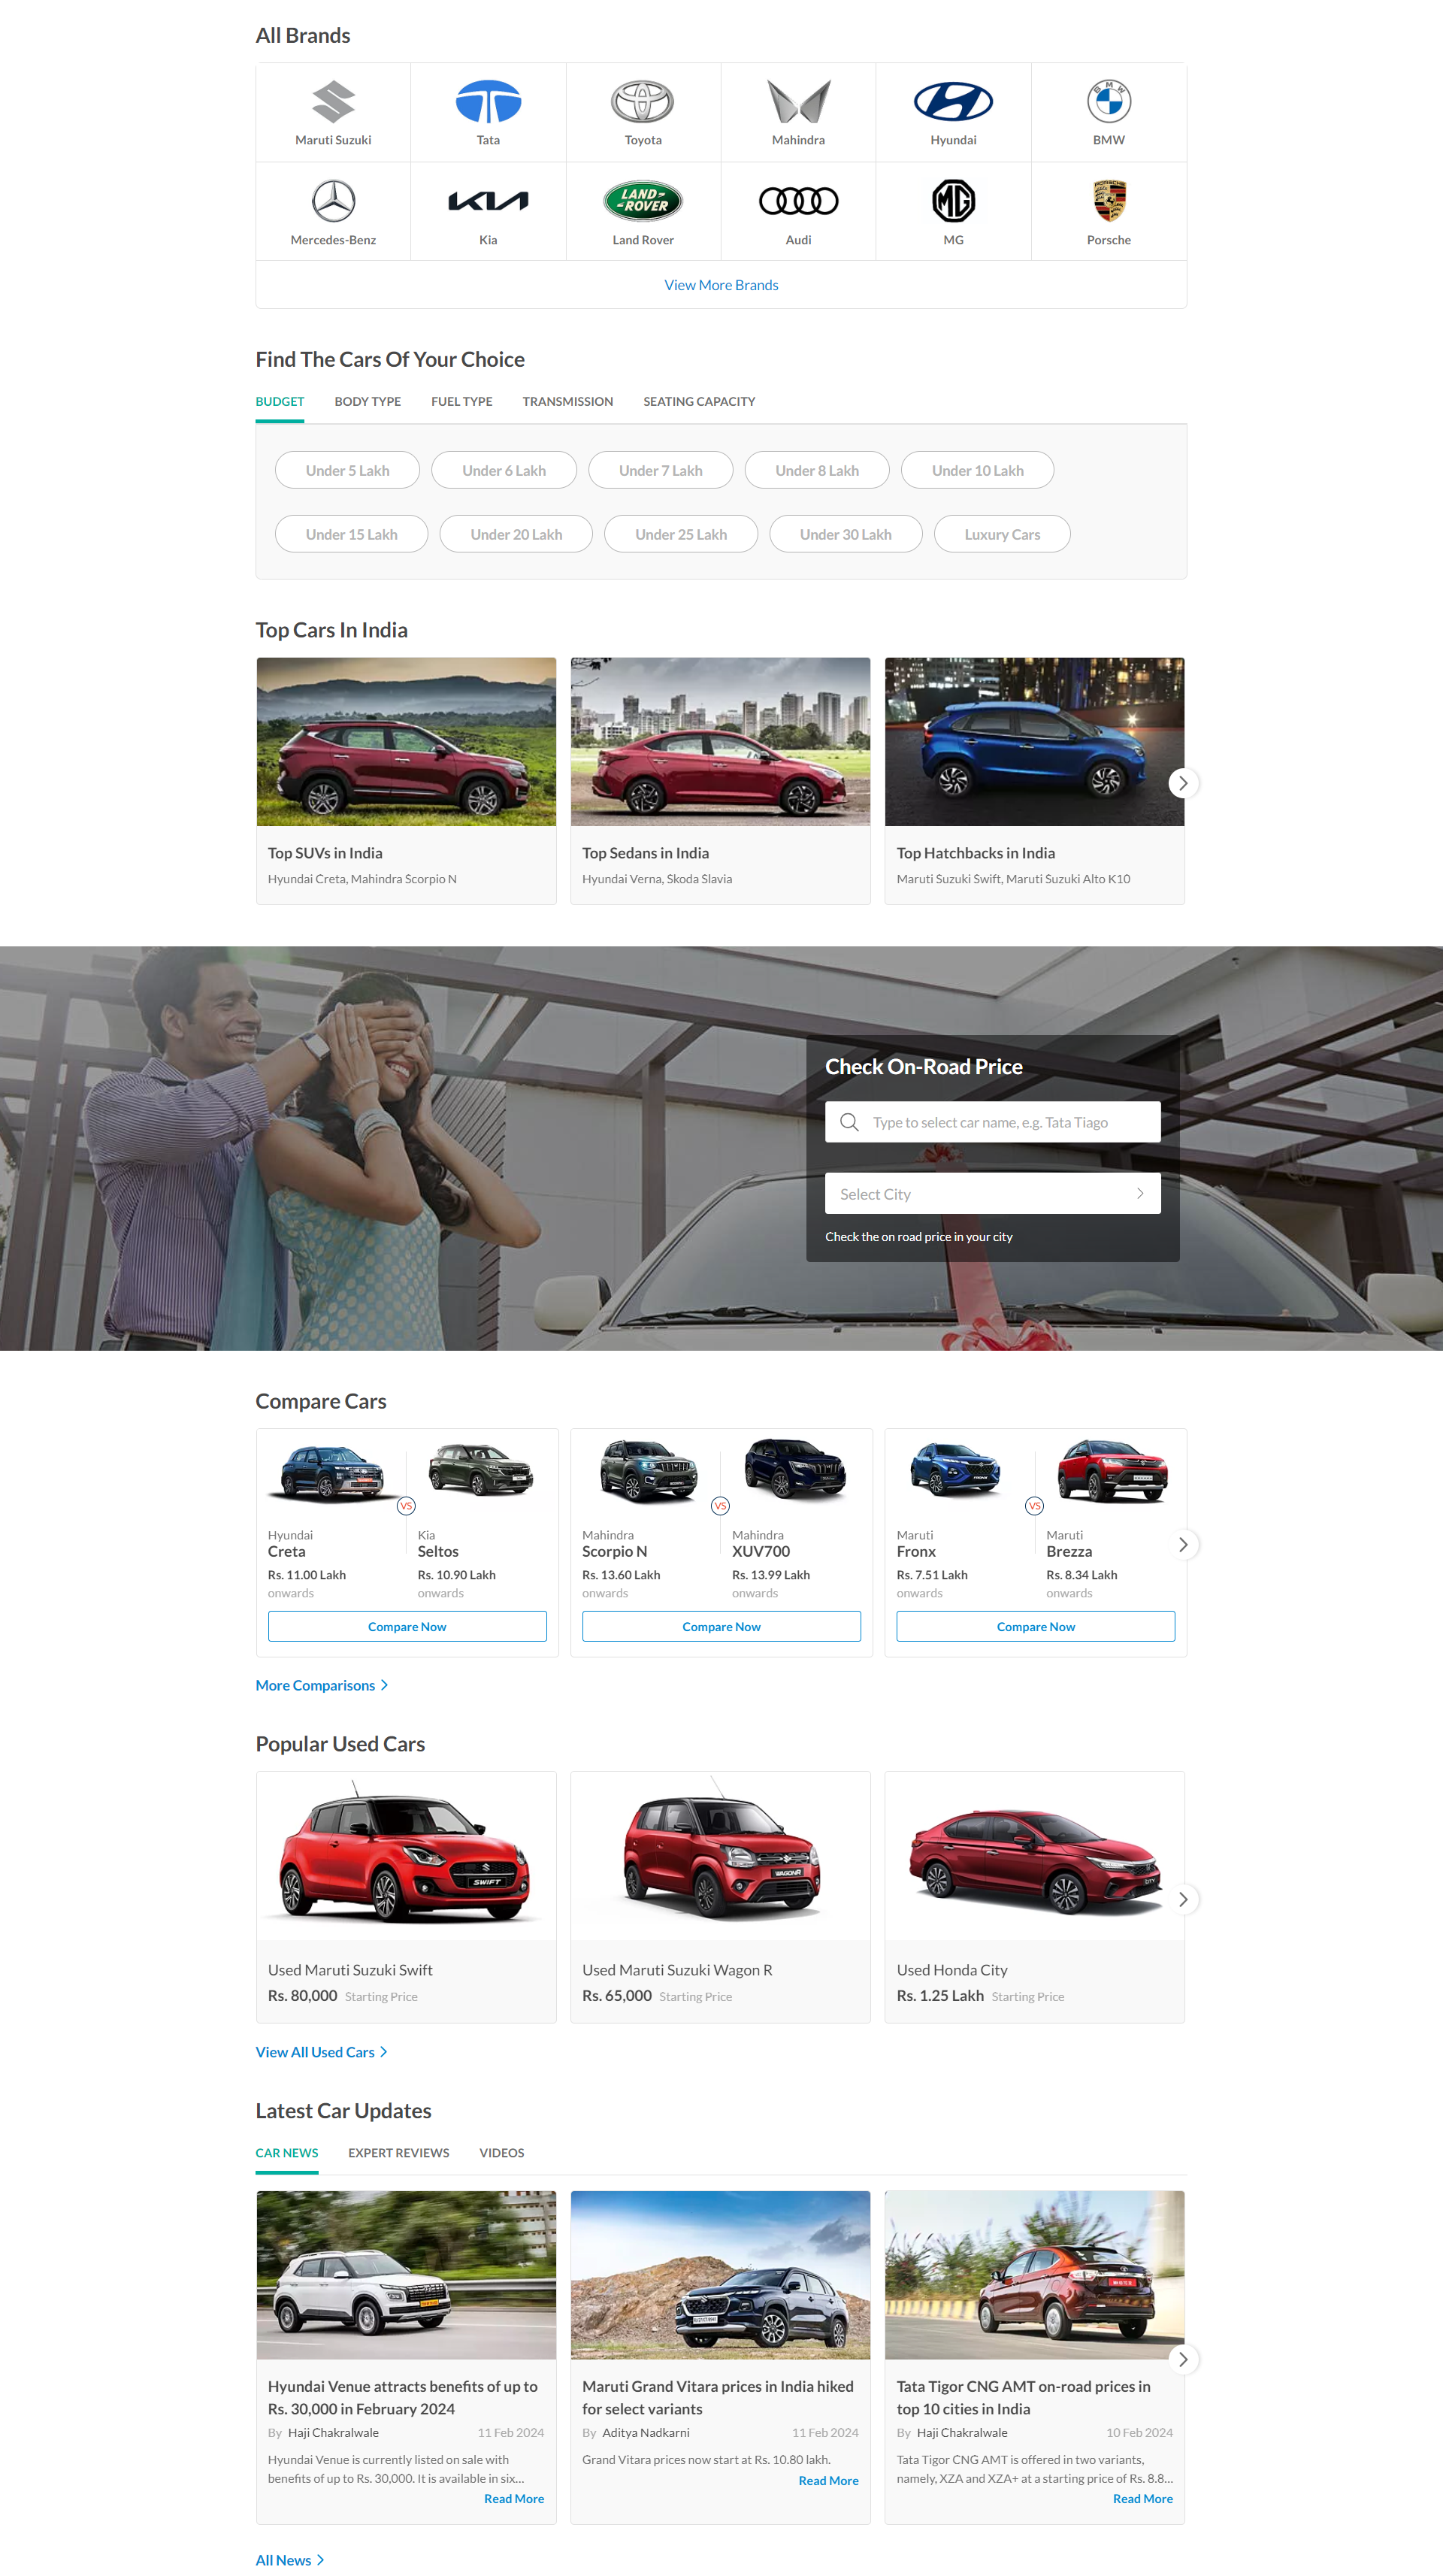 All Brands
Maruti Suzuki
Tata
Toyota
Mahindra
Hyundai
BMW
Mercedes-Benz
Kia
LAND-
ROVER
Land Rover
Audi
MG
MG
PORSCHE
Porsche
View More Brands
Find The Cars Of Your Choice
BUDGET BODY TYPE FUEL TYPE TRANSMISSION SEATING CAPACITY
Under 5 Lakh Under 6 Lakh Under 7 Lakh Under 8 Lakh Under 10 Lakh
Under 15 Lakh Under 20 Lakh Under 25 Lakh Under 30 Lakh Luxury Cars
Top Cars In India
Top SUVs in India
Hyundai Creta, Mahindra Scorpio N
Top Sedans in India
Hyundai Verna, Skoda Slavia
Top Hatchbacks in India
Maruti Suzuki Swift, Maruti Suzuki Alto K10
Check On-Road Price
Type to select car name, e.g. Tata Tiago
Select City
Check the on road price in your city
Compare Cars
VS
Hyundai
Creta
Rs. 11.00 Lakh
onwards
Kia
Seltos
Rs. 10.90 Lakh
onwards
Compare Now
VS
Mahindra
Scorpio N
Rs. 13.60 Lakh
onwards
Mahindra
XUV700
Rs. 13.99 Lakh
onwards
Compare Now
VS
Maruti
Fronx
Rs. 7.51 Lakh
onwards
Maruti
Brezza
Rs. 8.34 Lakh
onwards
Compare Now
More Comparisons
Popular Used Cars
SWIFT
Used Maruti Suzuki Swift
Rs. 80,000 Starting Price
WAGONR
Used Maruti Suzuki Wagon R
Rs. 65,000 Starting Price
Used Honda City
Rs. 1.25 Lakh Starting Price
View All Used Cars
Latest Car Updates
CAR NEWS EXPERT REVIEWS VIDEOS
Hyundai Venue attracts benefits of up to
Rs. 30,000 in February 2024
By Haji Chakralwale 11 Feb 2024
Hyundai Venue is currently listed on sale with
benefits of up to Rs. 30,000. It is available in six...
Read More
Maruti Grand Vitara prices in India hiked
for select variants
By Aditya Nadkarni 11 Feb 2024
Grand Vitara prices now start at Rs. 10.80 lakh.
Read More
Tata Tigor CNG AMT on-road prices in
top 10 cities in India
By Haji Chakralwale 10 Feb 2024
Tata Tigor CNG AMT is offered in two variants,
namely, XZA and XZA+ at a starting price of Rs. 8.8...
Read More
All News